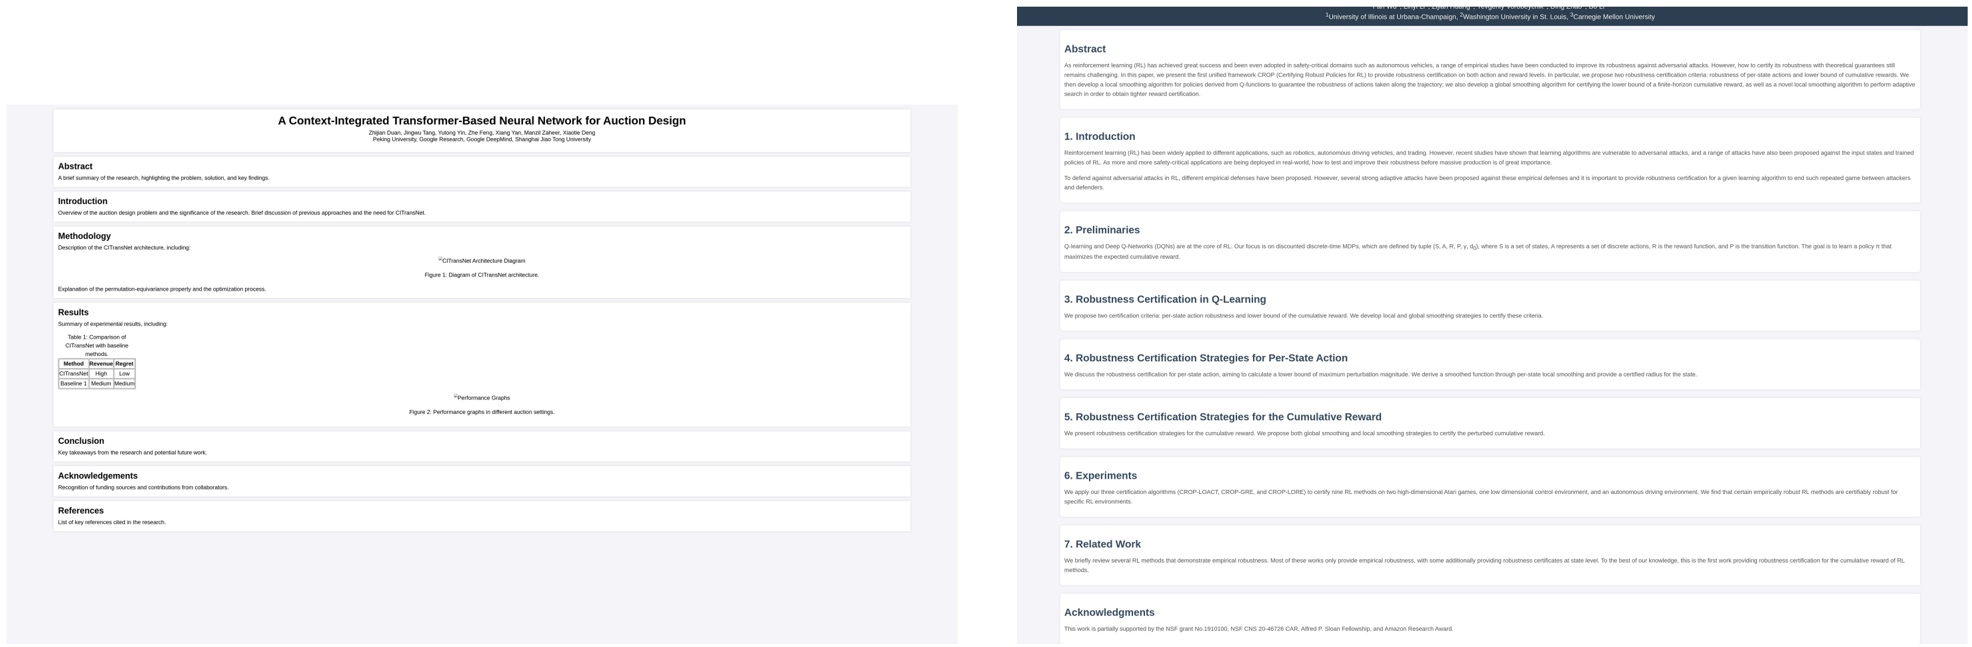 A Context-Integrated Transformer-Based Neural Network for Auction Design
Zhijian Duan, Jingwu Tang, Yutong Yin, Zhe Feng, Xiang Yan, Manzil Zaheer, Xiaotie Deng
Peking University, Google Research, Google DeepMind, Shanghai Jiao Tong University
Abstract
A brief summary of the research, highlighting the problem, solution, and key findings.
Introduction
Overview of the auction design problem and the significance of the research. Brief discussion of previous approaches and the need for CITransNet.
Methodology
Description of the CITransNet architecture, including:
CITransNet Architecture Diagram
Figure 1: Diagram of CITransNet architecture.
Explanation of the permutation-equivariance property and the optimization process.
Results
Summary of experimental results, including:
Table 1: Comparison of
CITransNet with baseline
methods.
Method Revenue Regret
CITransNet High Low
Baseline 1 Medium Medium
Performance Graphs
Figure 2: Performance graphs in different auction settings.
Conclusion
Key takeaways from the research and potential future work.
Acknowledgements
Recognition of funding sources and contributions from collaborators.
References
List of key references cited in the research.
1University of Illinois at Urbana-Champaign, 2Washington University in St. Louis, 3Carnegie Mellon University
Abstract
As reinforcement learning (RL) has achieved great success and been even adopted in safety-critical domains such as autonomous vehicles, a range of empirical studies have been conducted to improve its robustness against adversarial attacks. However, how to certify its robustness with theoretical guarantees still
remains challenging. In this paper, we present the first unified framework CROP (Certifying Robust Policies for RL) to provide robustness certification on both action and reward levels. In particular, we propose two robustness certification criteria: robustness of per-state actions and lower bound of cumulative rewards. We
then develop a local smoothing algorithm for policies derived from Q-functions to guarantee the robustness of actions taken along the trajectory; we also develop a global smoothing algorithm for certifying the lower bound of a finite-horizon cumulative reward, as well as a novel local smoothing algorithm to perform adaptive
search in order to obtain tighter reward certification.
1. Introduction
Reinforcement learning (RL) has been widely applied to different applications, such as robotics, autonomous driving vehicles, and trading. However, recent studies have shown that learning algorithms are vulnerable to adversarial attacks, and a range of attacks have also been proposed against the input states and trained
policies of RL. As more and more safety-critical applications are being deployed in real-world, how to test and improve their robustness before massive production is of great importance.
To defend against adversarial attacks in RL, different empirical defenses have been proposed. However, several strong adaptive attacks have been proposed against these empirical defenses and it is important to provide robustness certification for a given learning algorithm to end such repeated game between attackers
and defenders.
2. Preliminaries
Q-learning and Deep Q-Networks (DQNs) are at the core of RL. Our focus is on discounted discrete-time MDPs, which are defined by tuple (S, A, R, P, γ, d0), where S is a set of states, A represents a set of discrete actions, R is the reward function, and P is the transition function. The goal is to learn a policy π that
maximizes the expected cumulative reward.
3. Robustness Certification in Q-Learning
We propose two certification criteria: per-state action robustness and lower bound of the cumulative reward. We develop local and global smoothing strategies to certify these criteria.
4. Robustness Certification Strategies for Per-State Action
We discuss the robustness certification for per-state action, aiming to calculate a lower bound of maximum perturbation magnitude. We derive a smoothed function through per-state local smoothing and provide a certified radius for the state.
5. Robustness Certification Strategies for the Cumulative Reward
We present robustness certification strategies for the cumulative reward. We propose both global smoothing and local smoothing strategies to certify the perturbed cumulative reward.
6. Experiments
We apply our three certification algorithms (CROP-LOACT, CROP-GRE, and CROP-LORE) to certify nine RL methods on two high-dimensional Atari games, one low dimensional control environment, and an autonomous driving environment. We find that certain empirically robust RL methods are certifiably robust for
specific RL environments.
7. Related Work
We briefly review several RL methods that demonstrate empirical robustness. Most of these works only provide empirical robustness, with some additionally providing robustness certificates at state level. To the best of our knowledge, this is the first work providing robustness certification for the cumulative reward of RL
methods.
Acknowledgments
This work is partially supported by the NSF grant No.1910100, NSF CNS 20-46726 CAR, Alfred P. Sloan Fellowship, and Amazon Research Award.